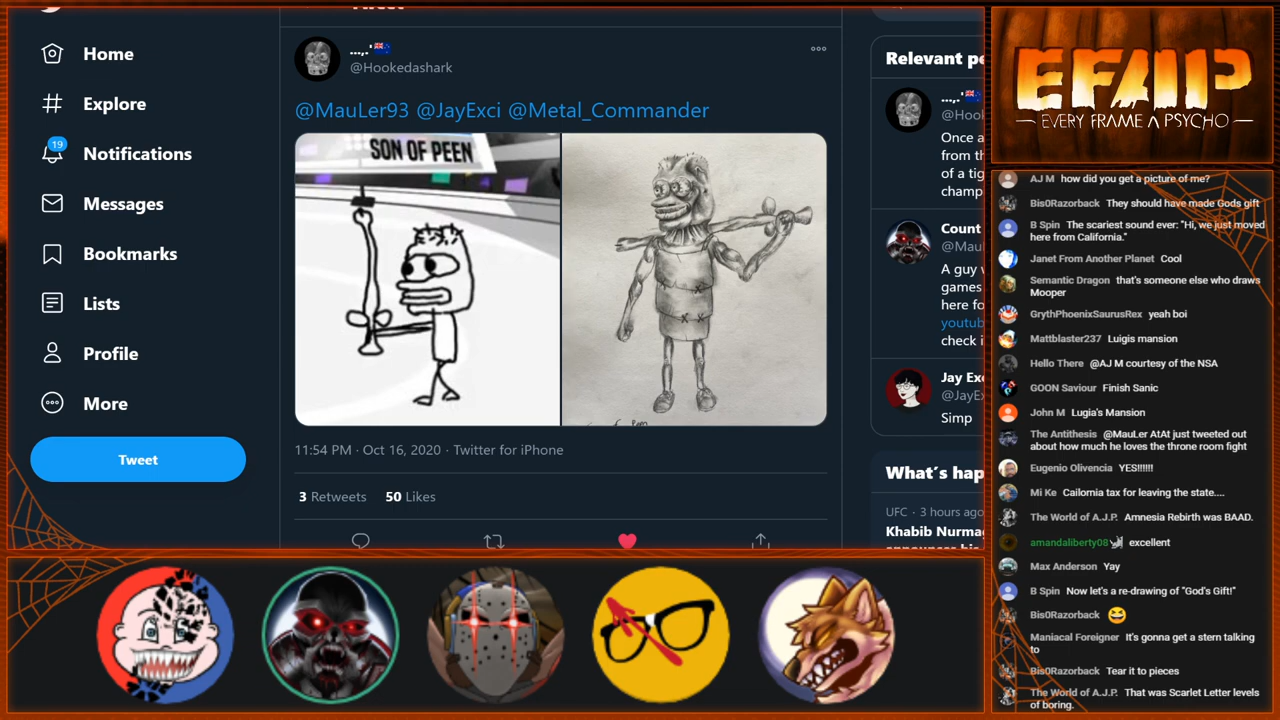 Home
Explore
19
Notifications
Messages
Bookmarks
Lists
Profile
More
Tweet
...,.'
@Hookedashark
@MauLer93 @JayExci @Metal_Commander
SON OF PEEN
11:54 PM · Oct 16, 2020 · Twitter for iPhone
3 Retweets 50 Likes
Relevant pe
...,.'
@Hook
Once a
from th
of a tig
champ
Count
@Mau
A guy w
games
here fo
youtub
check i
Jay Exc
@JayEx
Simp
What's hap
UFC · 3 hours ago
Khabib Nurmag
EFAP
EVERY FRAME A PSYCHO
AJ M how did you get a picture of me?
Bis0Razorback They should have made Gods gift
B Spin The scariest sound ever: "Hi, we just moved
here from California."
Janet From Another Planet Cool
Semantic Dragon that's someone else who draws
Mooper
GrythPhoenixSaurusRex yeah boi
Mattblaster237 Luigis mansion
Hello There @AJ M courtesy of the NSA
GOON Saviour Finish Sanic
John M Lugia's Mansion
The Antithesis @MauLer AtAt just tweeted out
about how much he loves the throne room fight
Eugenio Olivencia YES!!!!!!
Mi Ke Cailornia tax for leaving the state....
The World of A.J.P. Amnesia Rebirth was BAAD.
amandaliberty08 excellent
Max Anderson Yay
B Spin Now let's a re-drawing of "God's Gift!"
Bis0Razorback
Maniacal Foreigner It's gonna get a stern talking
to
Bis0Razorback Tear it to pieces
The World of A.J.P. That was Scarlet Letter levels
of boring.